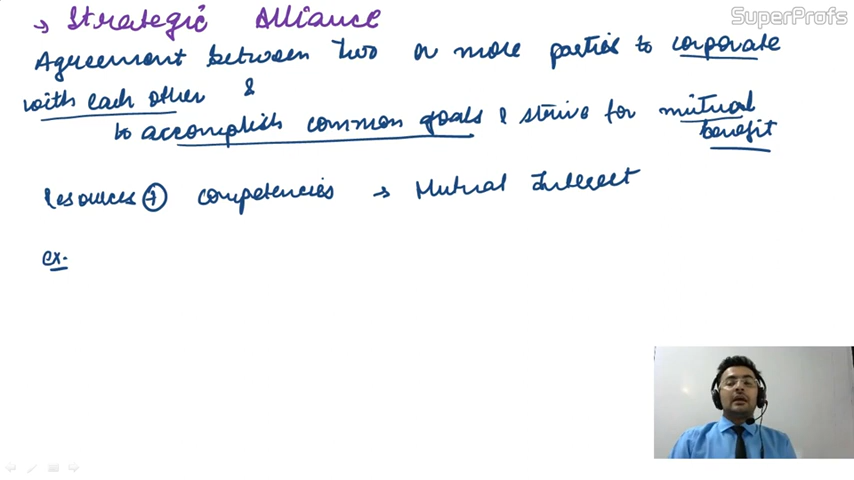 SuperProfs
→ Strategic Alliance
Agreement between two or more parties to corporate
with each other &
to accomplish common goals & strive for mutual
benefit
Resources + competencies → Mutual Interest
ex.